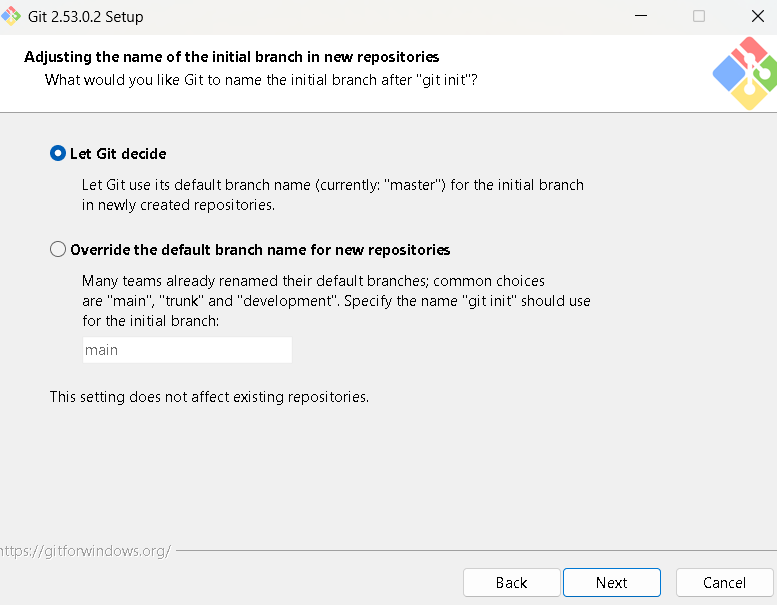 Git 2.53.0.2 Setup
Adjusting the name of the initial branch in new repositories
What would you like Git to name the initial branch after "git init"?
Let Git decide
Let Git use its default branch name (currently: "master") for the initial branch
in newly created repositories.
Override the default branch name for new repositories
Many teams already renamed their default branches; common choices
are "main", "trunk" and "development". Specify the name "git init" should use
for the initial branch:
main
This setting does not affect existing repositories.
https://gitforwindows.org/
Back
Next
Cancel